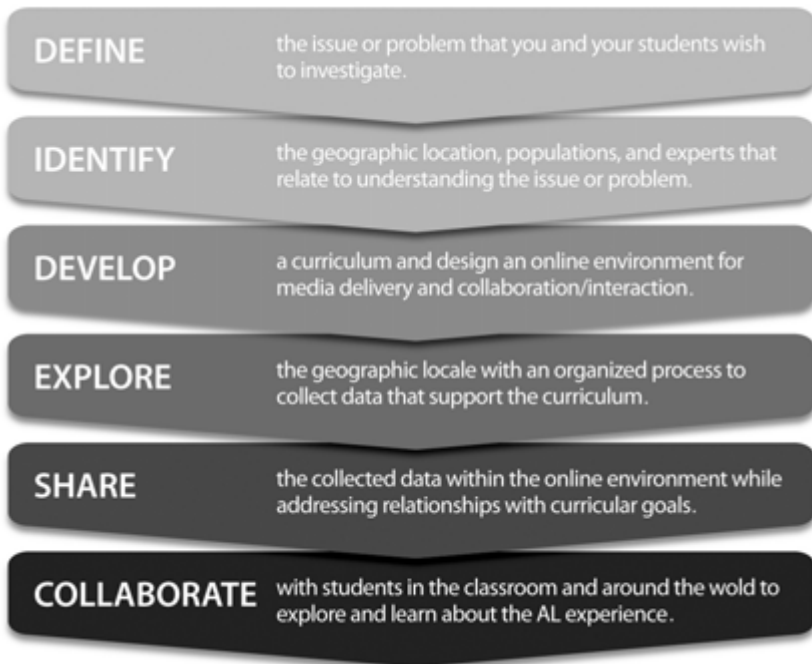 DEFINE
the issue or problem that you and your students wish
to investigate.
IDENTIFY
the geographic location, populations, and experts that
relate to understanding the issue or problem.
DEVELOP
a curriculum and design an online environment for
media delivery and collaboration/interaction.
EXPLORE
the geographic locale with an organized process to
collect data that support the curriculum.
SHARE
the collected data within the online environment while
addressing relationships with curricular goals.
COLLABORATE
with students in the classroom and around the wold to
explore and learn about the AL experience.